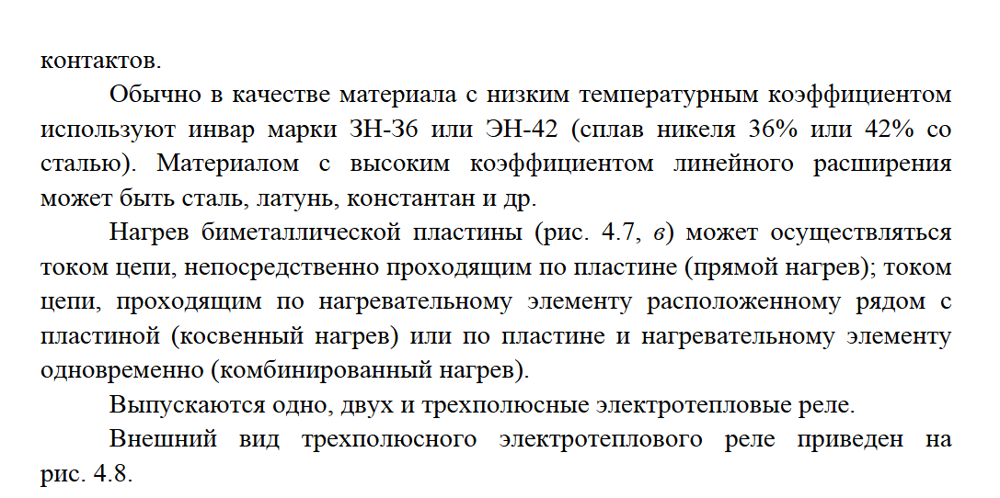 контактов.
Обычно в качестве материала с низким температурным коэффициентом
используют инвар марки ЗН-З6 или ЭН-42 (сплав никеля 36% или 42% со
сталью). Материалом с высоким коэффициентом линейного расширения
может быть сталь, латунь, константан и др.
Нагрев биметаллической пластины (рис. 4.7, в) может осуществляться
током цепи, непосредственно проходящим по пластине (прямой нагрев); током
цепи, проходящим по нагревательному элементу расположенному рядом с
пластиной (косвенный нагрев) или по пластине и нагревательному элементу
одновременно (комбинированный нагрев).
Выпускаются одно, двух и трехполюсные электротепловые реле.
Внешний вид трехполюсного электротеплового реле приведен на
рис. 4.8.